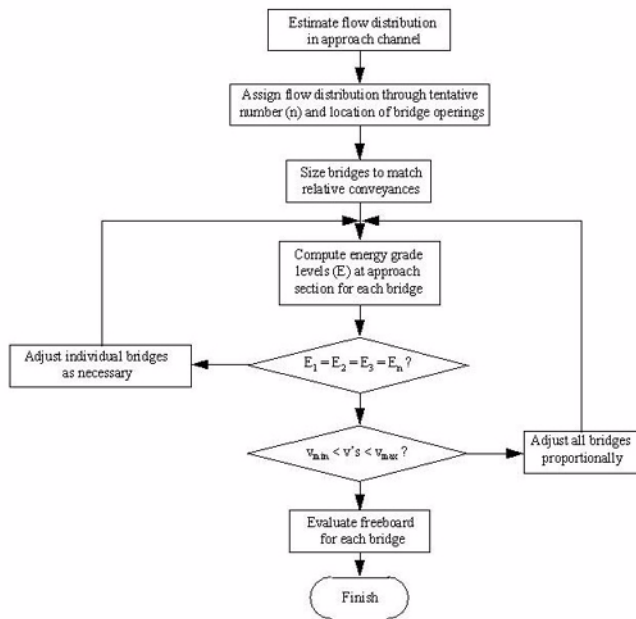 Estimate flow distribution
in approach channel
Assign flow distribution through tentative
number (n) and location of bridge openings
Size bridges to match
relative conveyances
Compute energy grade
levels (E) at approach
section for each bridge
Adjust individual bridges
as necessary
E₁ = E₂ = E₃ = Eₙ ?
v_min < v's < v_max ?
Adjust all bridges
proportionally
Evaluate freeboard
for each bridge
Finish